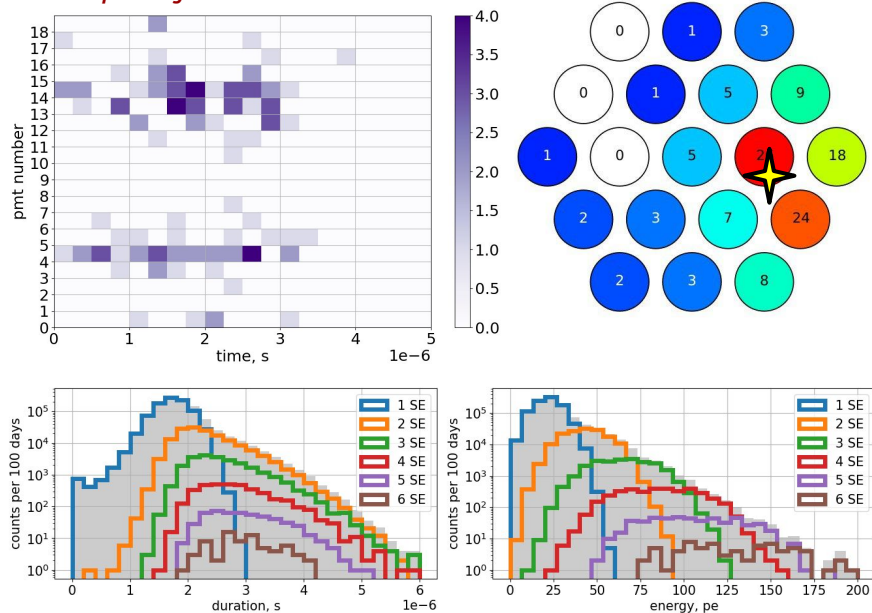 4.0
3.5
3.0
2.5
2.0
1.5
1.0
0.5
0.0
18
17
16
15
14
13
12
11
10
9
8
7
6
5
4
3
2
1
0
pmt number
0 1 2 3 4 5
time, s
1e-6
0 1 3
0 1 5 9
1 0 5 18
2 3 7 24
2 3 8
counts per 100 days
10⁵
10⁴
10³
10²
10¹
10⁰
1 SE
2 SE
3 SE
4 SE
5 SE
6 SE
0 1 2 3 4 5 6
duration, s
1e-6
counts per 100 days
10⁵
10⁴
10³
10²
10¹
10⁰
1 SE
2 SE
3 SE
4 SE
5 SE
6 SE
0 25 50 75 100 125 150 175 200
energy, pe